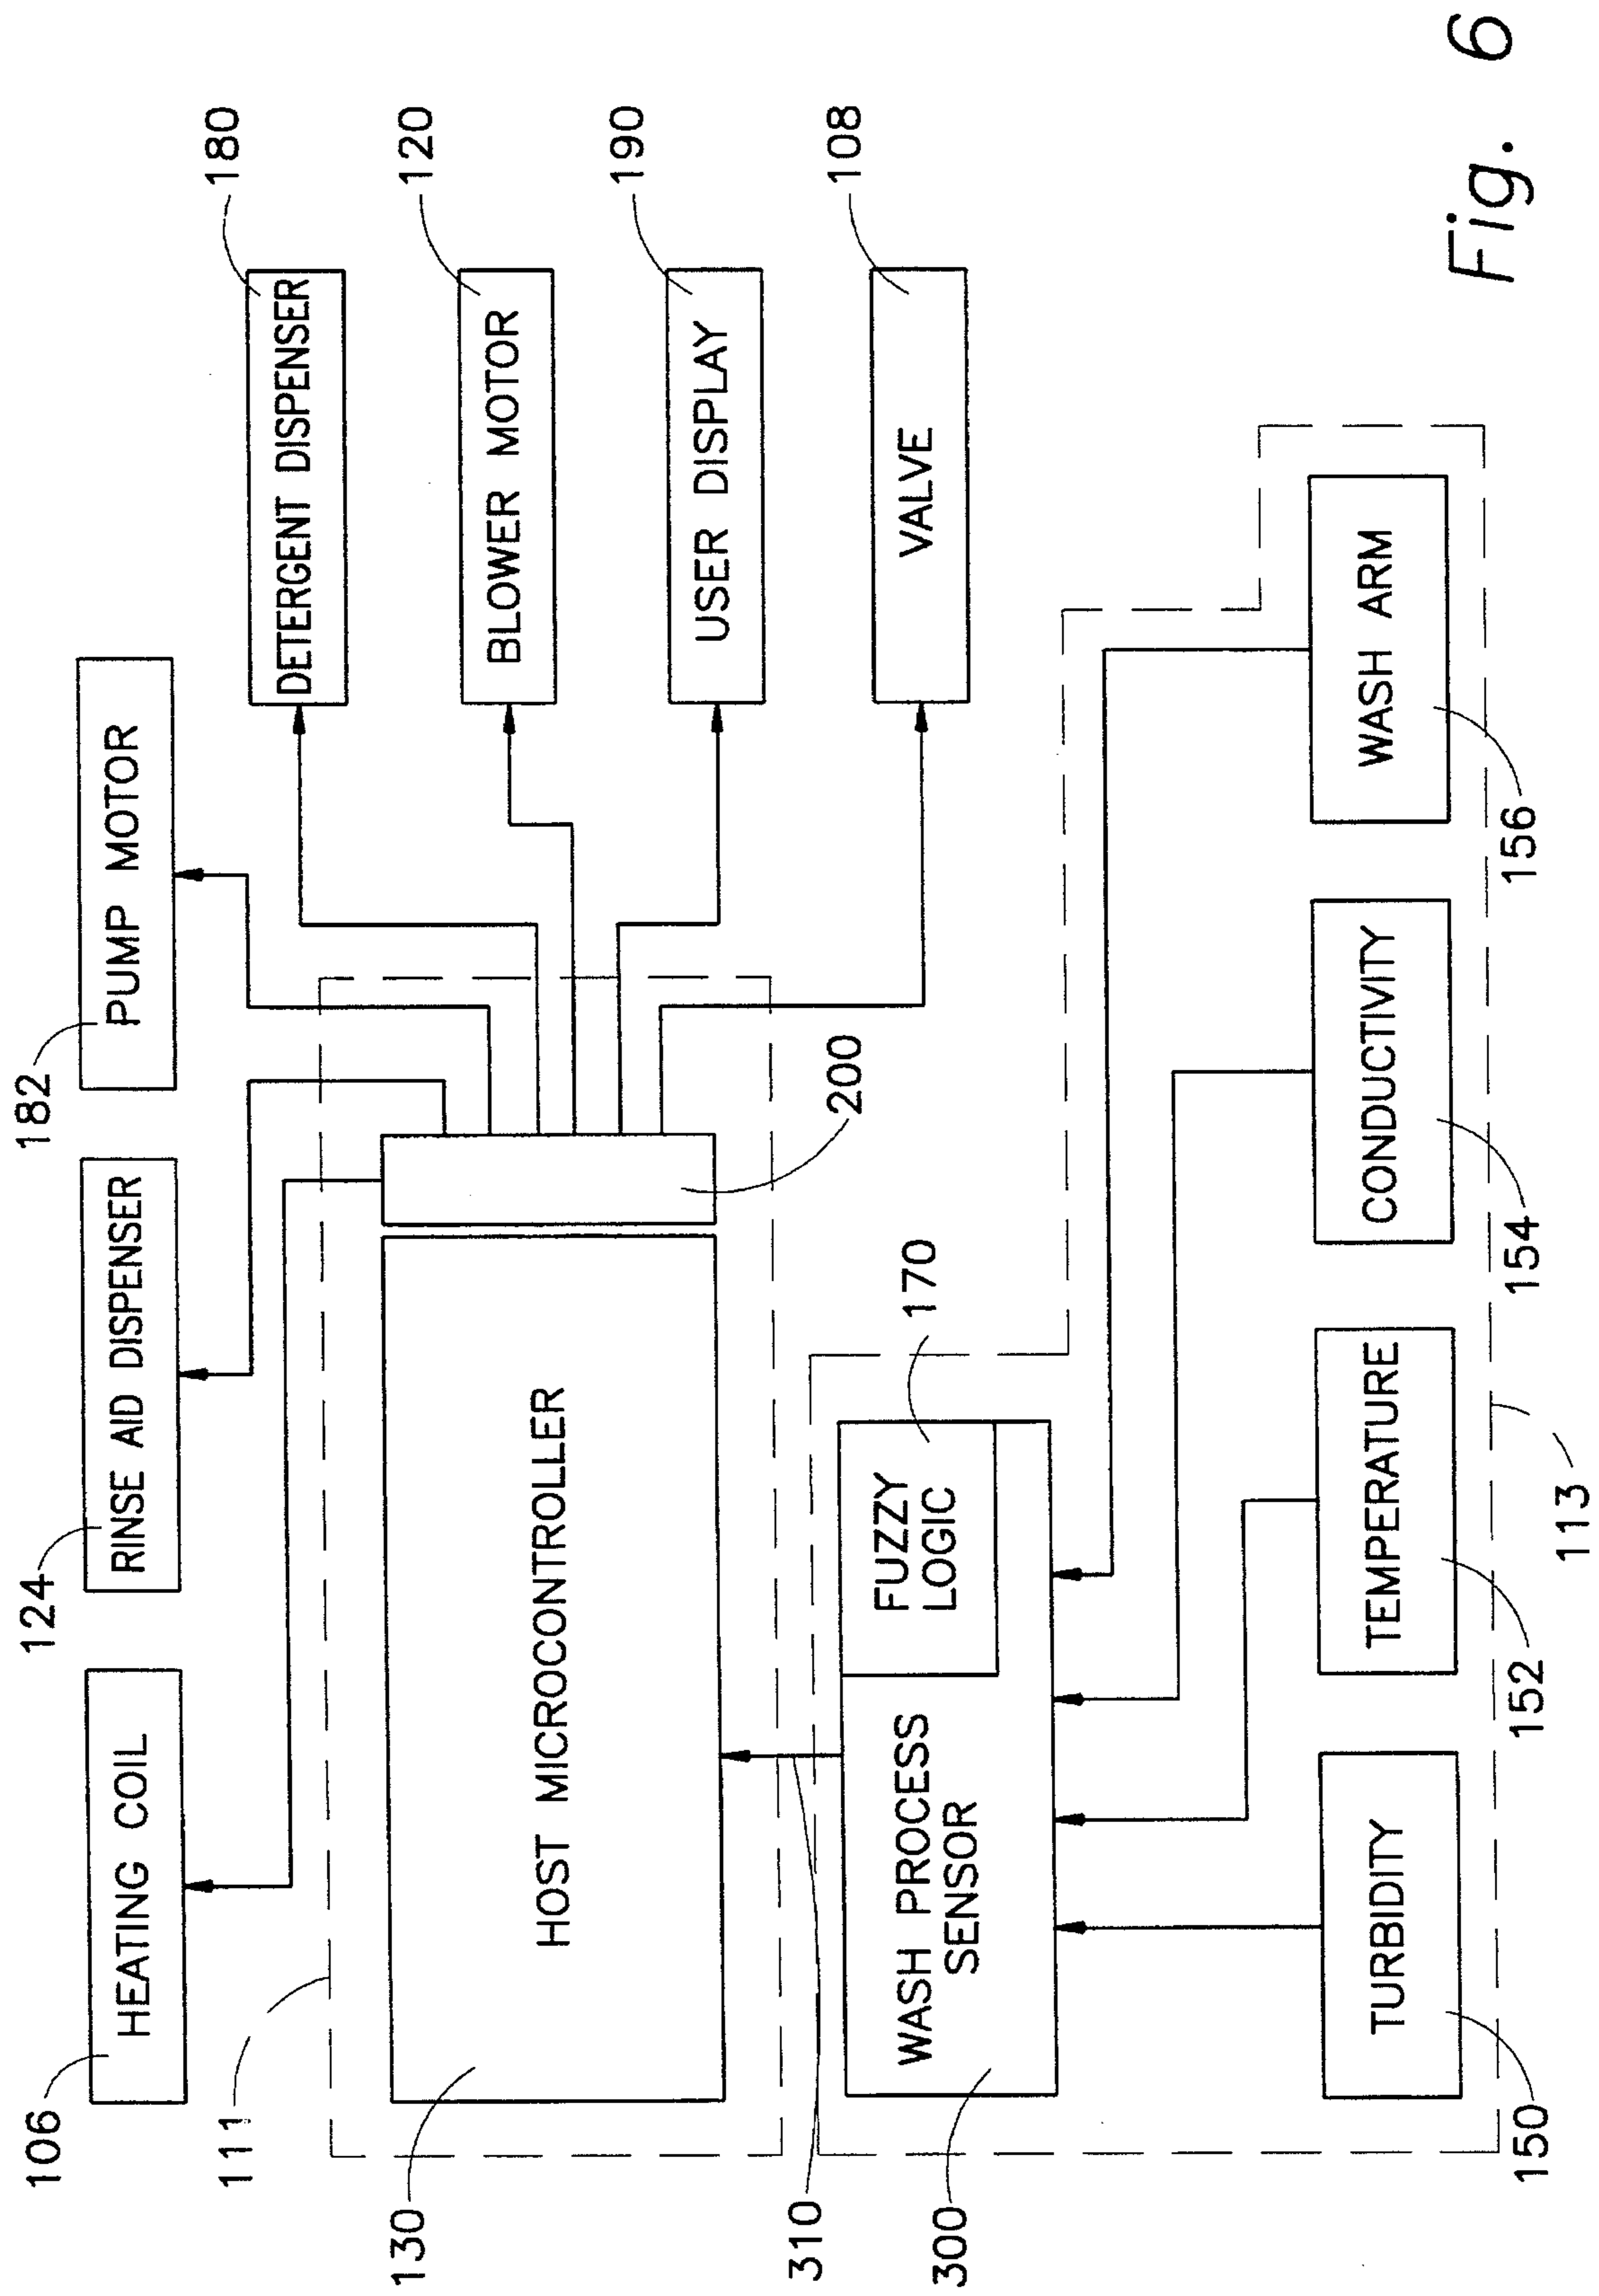 106
HEATING COIL
124
RINSE AID DISPENSER
182
PUMP MOTOR
180
DETERGENT DISPENSER
120
BLOWER MOTOR
190
USER DISPLAY
108
VALVE
111
130
HOST MICROCONTROLLER
200
310
300
WASH PROCESS
SENSOR
FUZZY
LOGIC
170
150
TURBIDITY
152
TEMPERATURE
154
CONDUCTIVITY
156
WASH ARM
113
Fig. 6